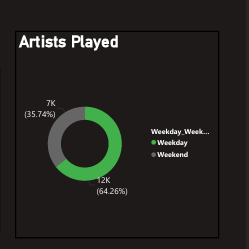 Artists Played
7K
(35.74%)
Weekday_Week...
Weekday
Weekend
12K
(64.26%)